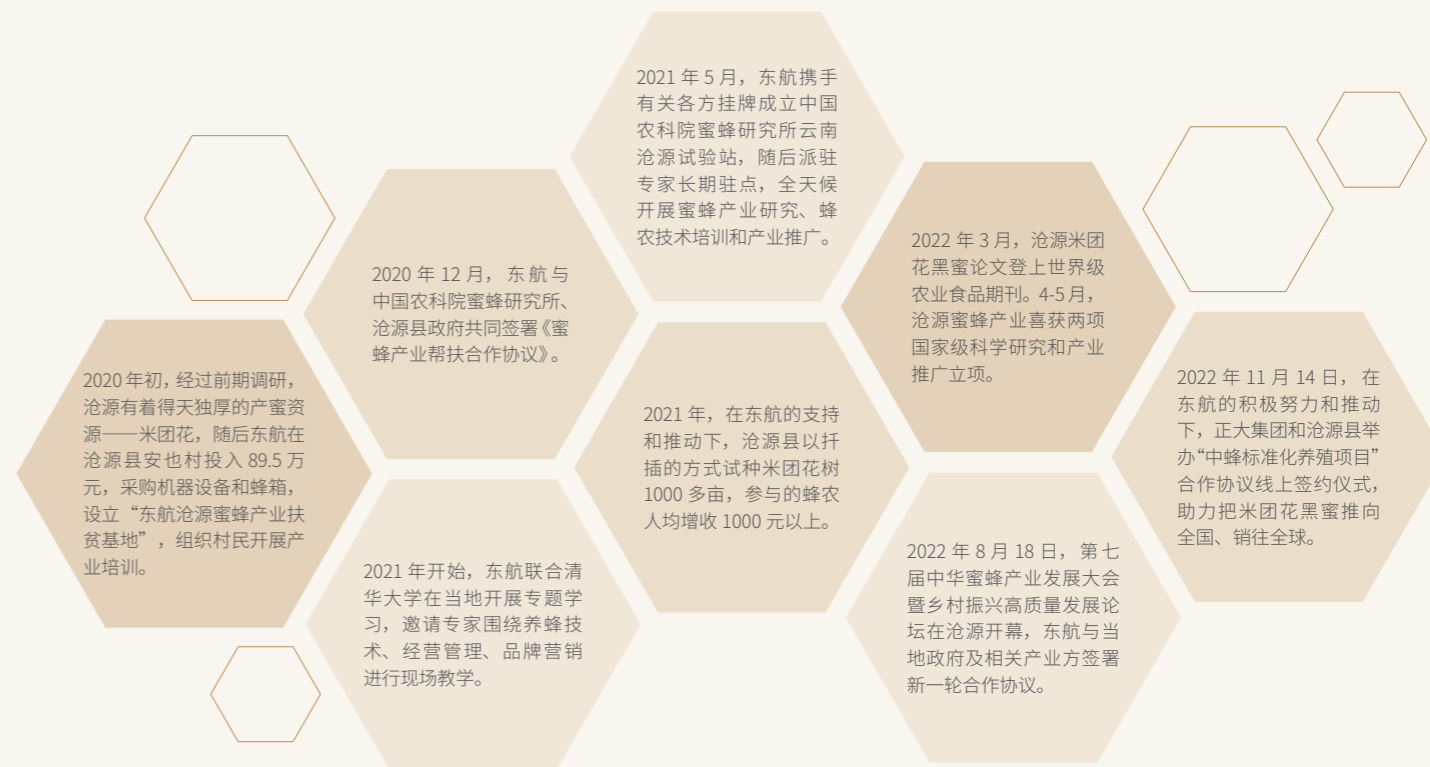 2020 年初，经过前期调研，
沧源有着得天独厚的产蜜资
源——米团花，随后东航在
沧源县安也村投入 89.5 万
元，采购机器设备和蜂箱，
设立“东航沧源蜜蜂产业扶
贫基地”，组织村民开展产
业培训。
2020 年 12 月，东航与
中国农科院蜜蜂研究所、
沧源县政府共同签署《蜜
蜂产业帮扶合作协议》。
2021 年开始，东航联合清
华大学在当地开展专题学
习，邀请专家围绕养蜂技
术、经营管理、品牌营销
进行现场教学。
2021 年 5 月，东航携手
有关各方挂牌成立中国
农科院蜜蜂研究所云南
沧源试验站，随后派驻
专家长期驻点，全天候
开展蜜蜂产业研究、蜂
农技术培训和产业推广。
2021 年，在东航的支持
和推动下，沧源县以扦
插的方式试种米团花树
1000 多亩，参与的蜂农
人均增收 1000 元以上。
2022 年 3 月，沧源米团
花黑蜜论文登上世界级
农业食品期刊。4-5 月，
沧源蜜蜂产业喜获两项
国家级科学研究和产业
推广立项。
2022 年 8 月 18 日，第七
届中华蜜蜂产业发展大会
暨乡村振兴高质量发展论
坛在沧源开幕，东航与当
地政府及相关产业方签署
新一轮合作协议。
2022 年 11 月 14 日，在
东航的积极努力和推动
下，正大集团和沧源县举
办“中蜂标准化养殖项目”
合作协议线上签约仪式，
助力把米团花黑蜜推向
全国、销往全球。